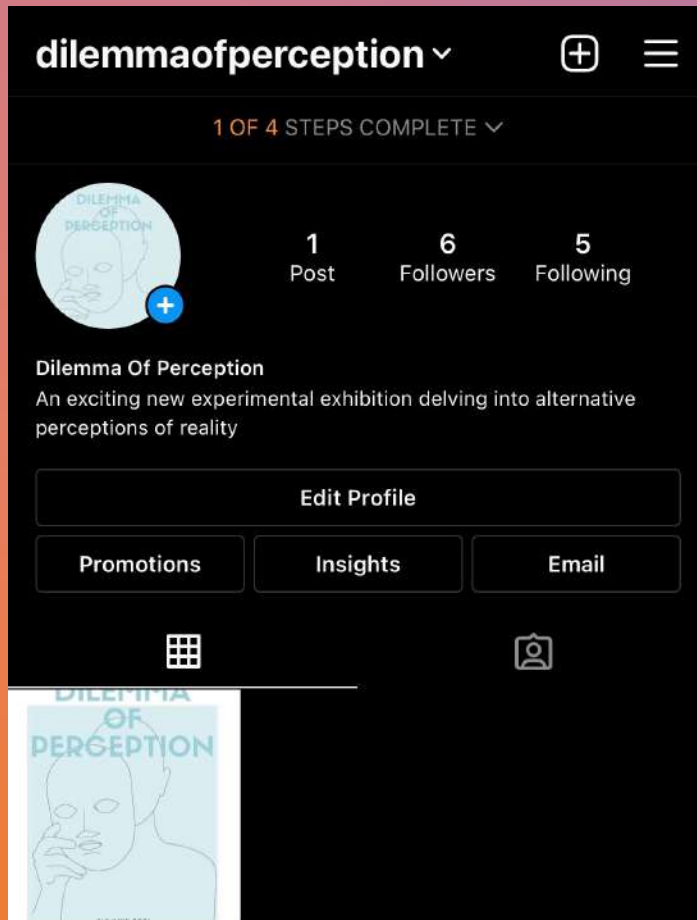 dilemmaofperception
1 OF 4 STEPS COMPLETE
DILEMMA
OF
PERCEPTION
1 6 5
Post Followers Following
Dilemma Of Perception
An exciting new experimental exhibition delving into alternative
perceptions of reality
Edit Profile
Promotions Insights Email
DILEMMA
OF
PERCEPTION